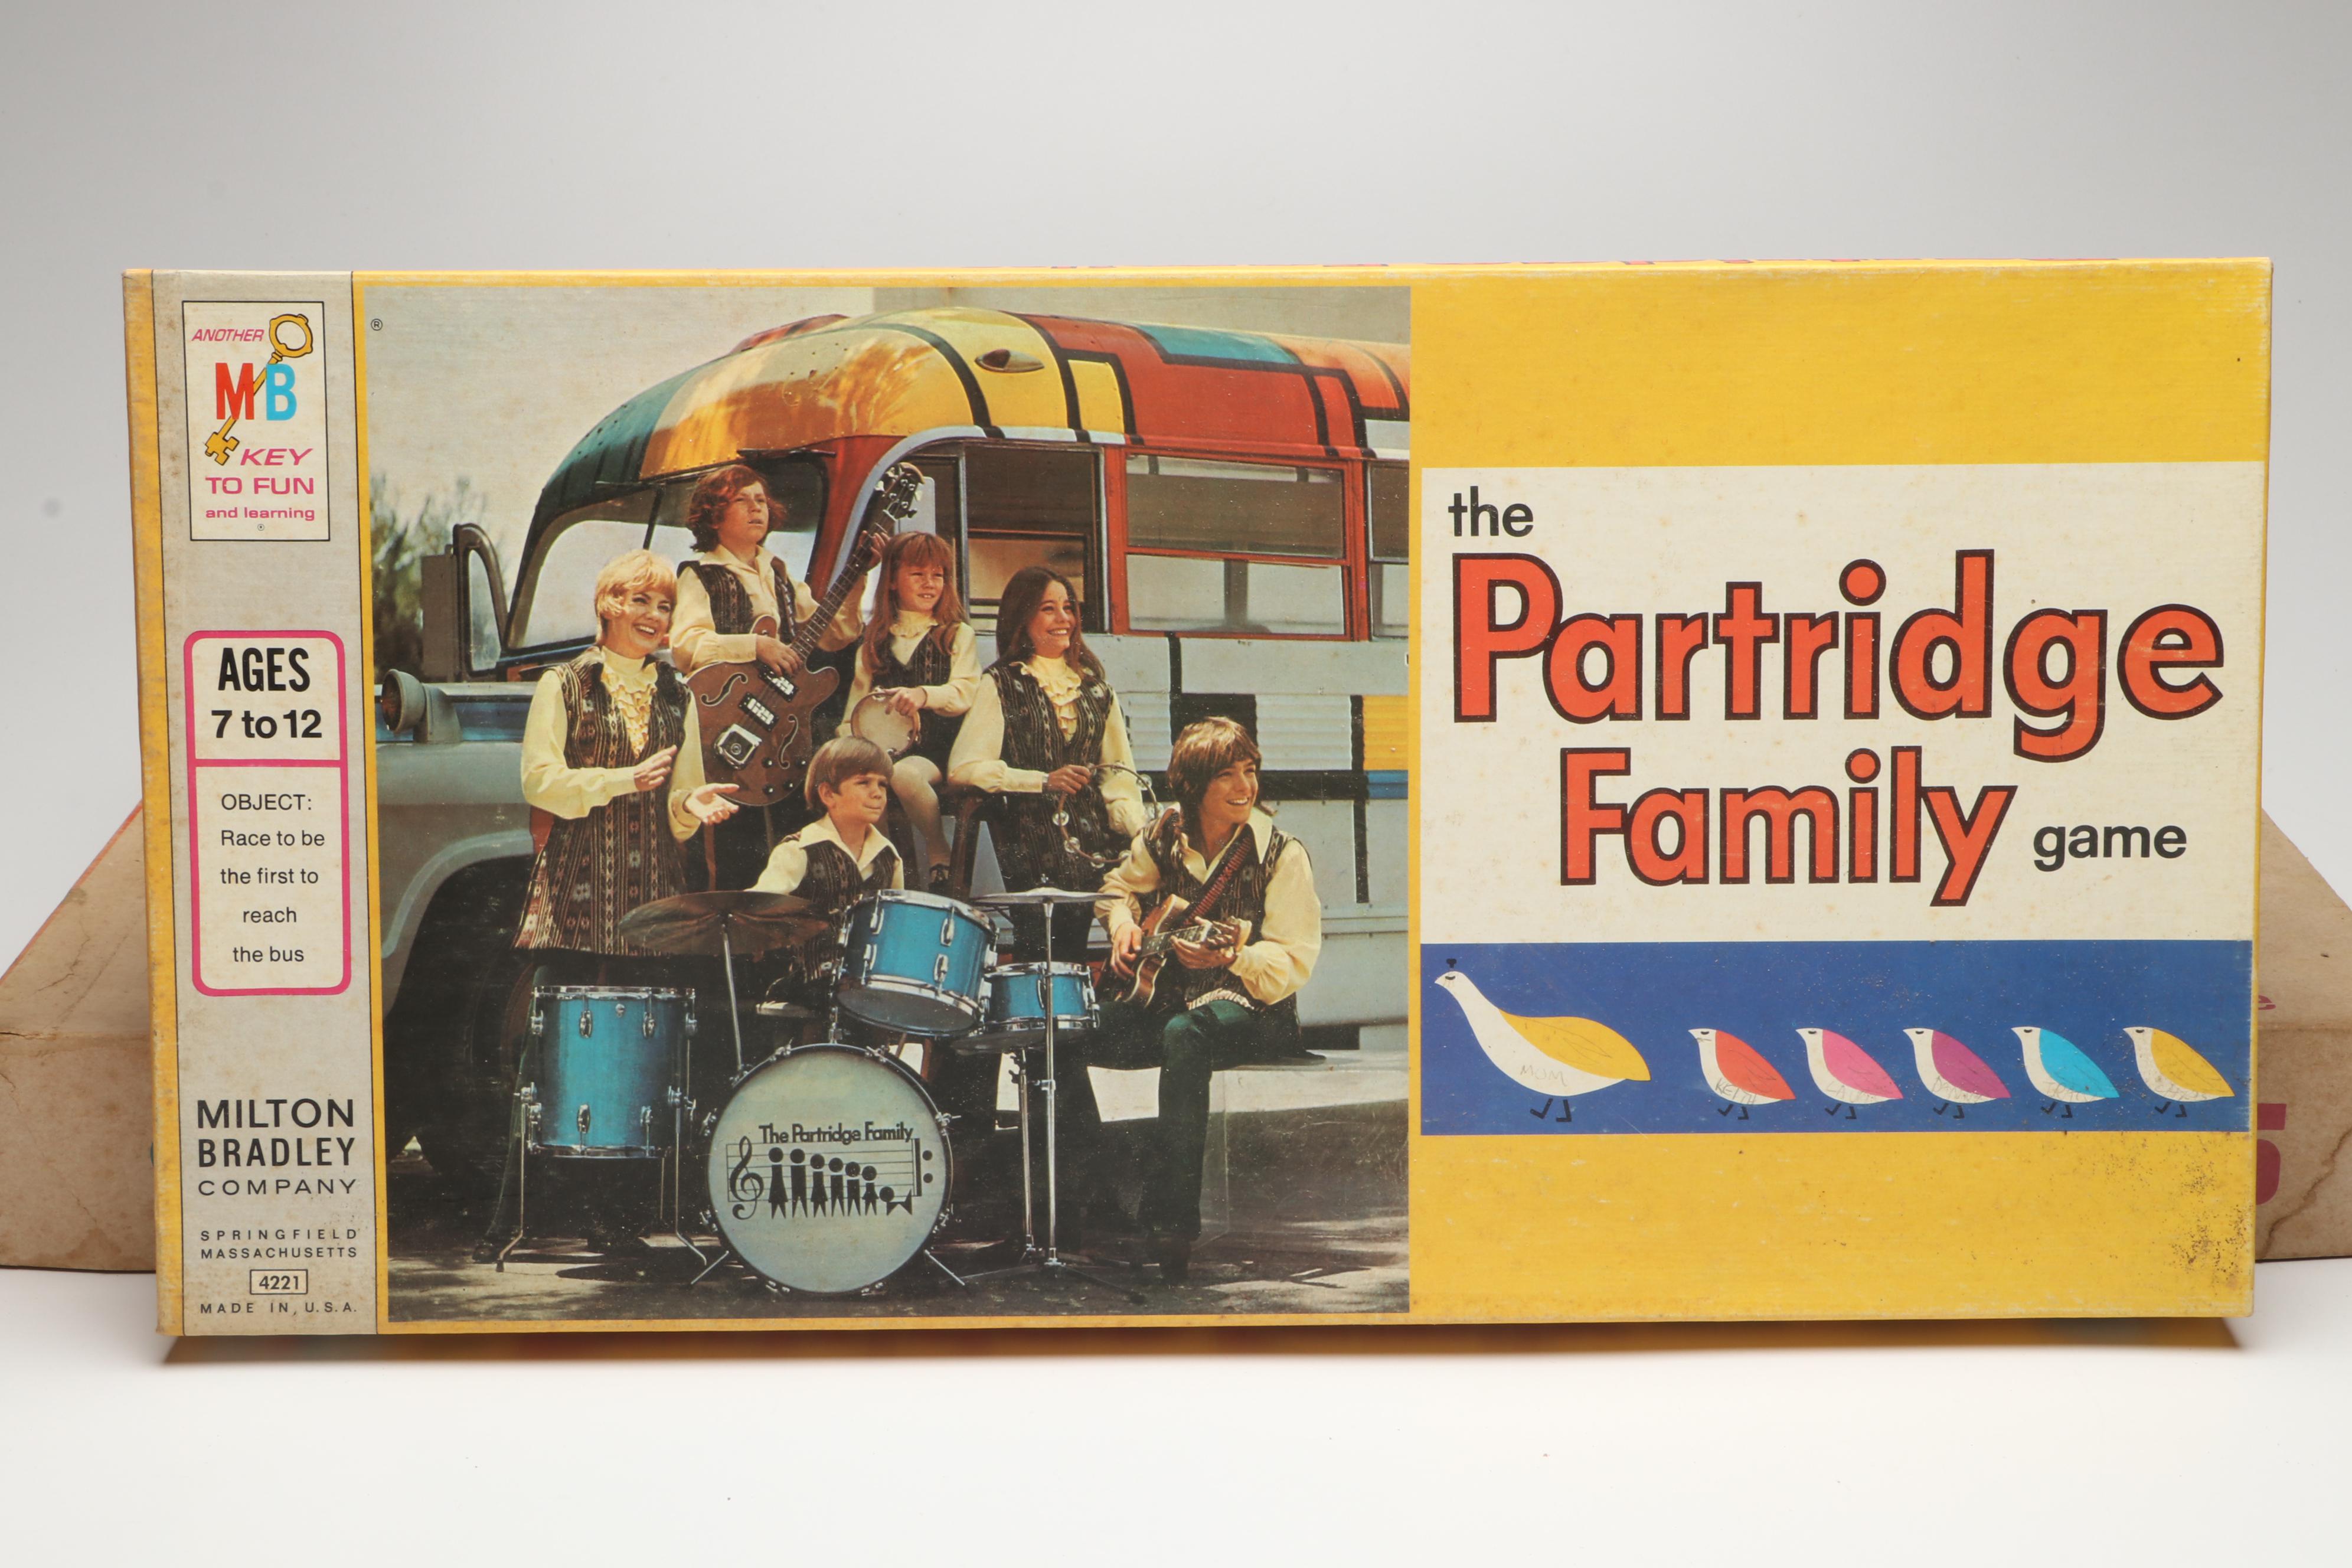 ANOTHER
MB
KEY
TO FUN
and learning
®
AGES
7 to 12
OBJECT:
Race to be
the first to
reach
the bus
MILTON
BRADLEY
COMPANY
SPRINGFIELD
MASSACHUSETTS
4221
MADE IN U.S.A.
®
The Partridge Family
the
Partridge
Family game
MOM
KEITH